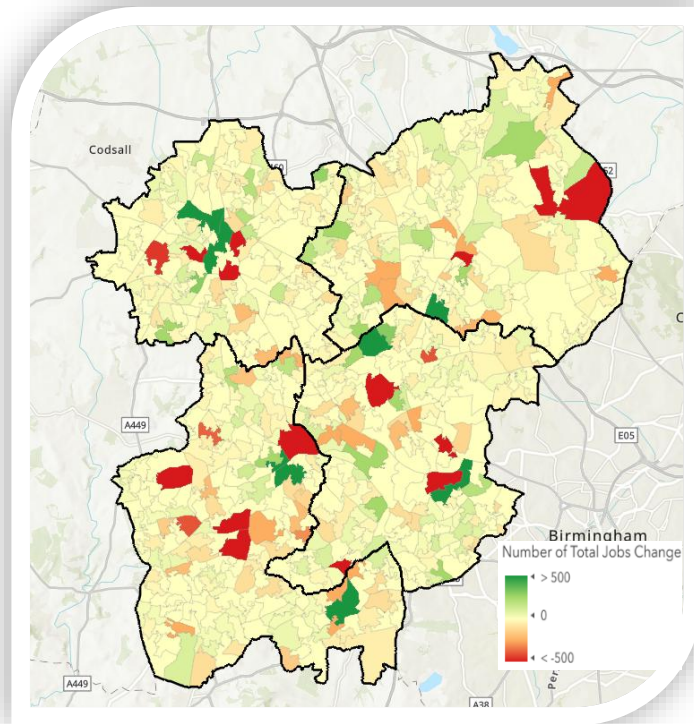 Codsall
A449
E05
Birmingham
Number of Total Jobs Change
> 500
0
< -500
A449
A38